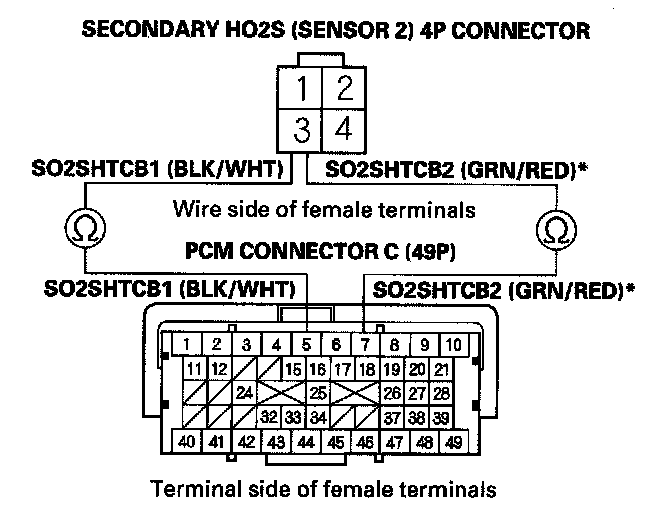 SECONDARY HO2S (SENSOR 2) 4P CONNECTOR
1 2
3 4
SO2SHTCB1 (BLK/WHT) SO2SHTCB2 (GRN/RED)*
Wire side of female terminals
Ω Ω
PCM CONNECTOR C (49P)
SO2SHTCB1 (BLK/WHT) SO2SHTCB2 (GRN/RED)*
1 2 3 4 5 6 7 8 9 10
11 12 15 16 17 18 19 20 21
24 25 26 27 28
32 33 34 37 38 39
40 41 42 43 44 45 46 47 48 49
Terminal side of female terminals